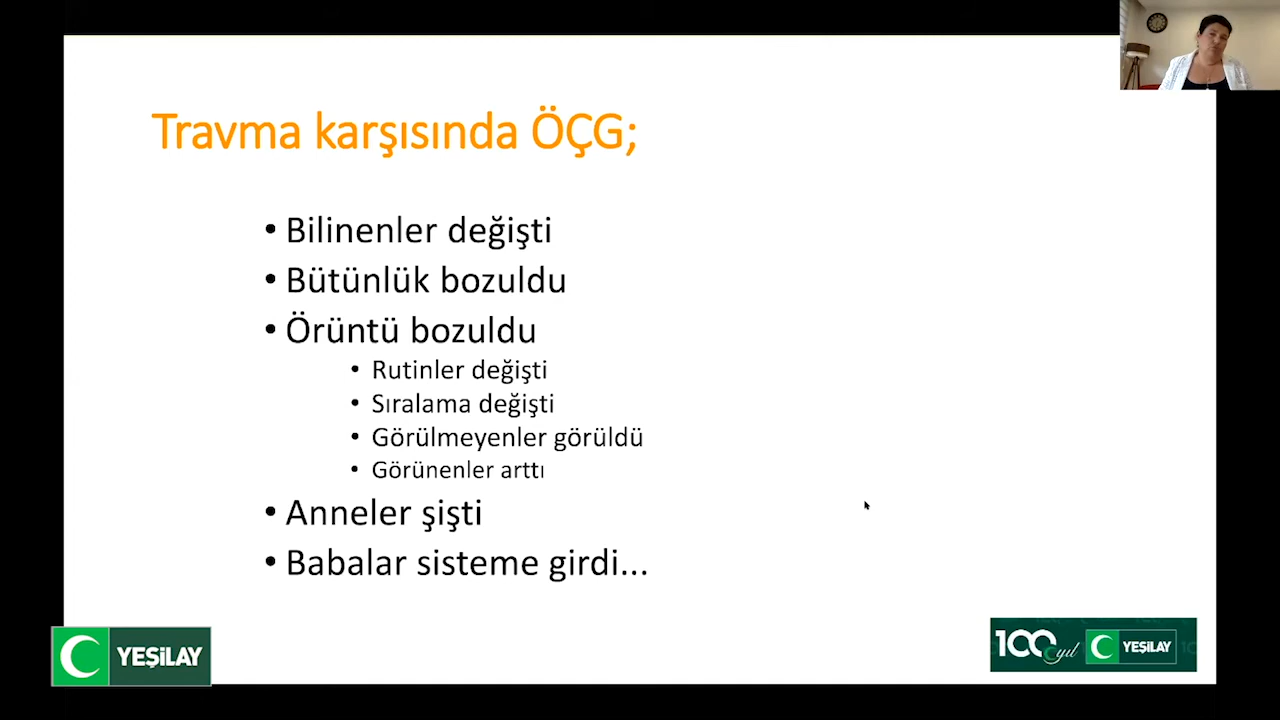 Travma karşısında ÖÇG;
• Bilinenler değişti
• Bütünlük bozuldu
• Örüntü bozuldu
• Rutinler değişti
• Sıralama değişti
• Görülmeyenler görüldü
• Görünenler arttı
• Anneler şişti
• Babalar sisteme girdi...
YEŞİLAY
100 yıl YEŞİLAY